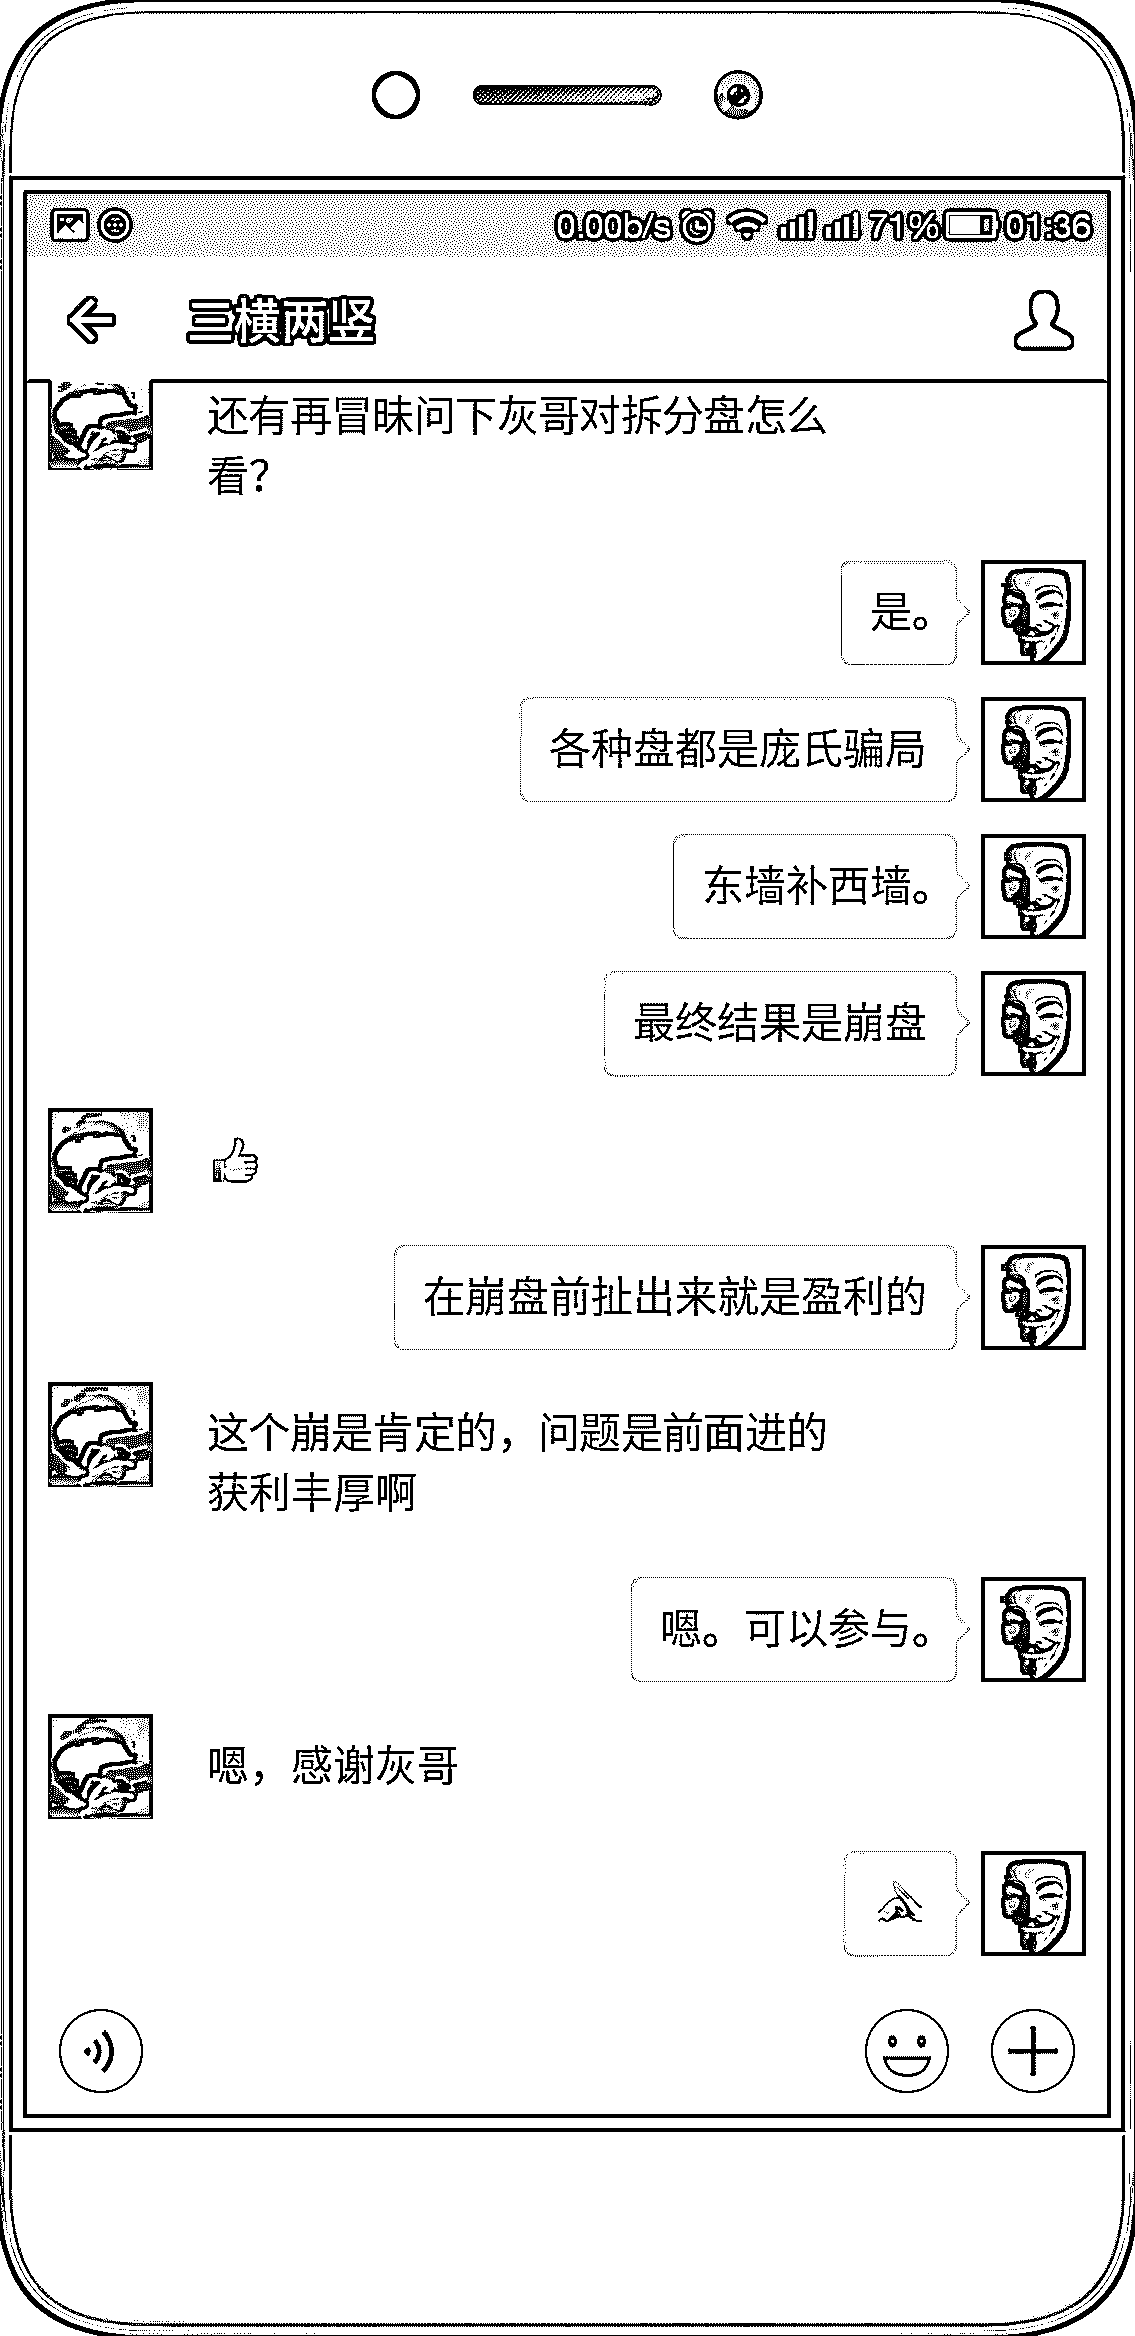 0.00b/s 71% 01:36
三横两竖
还有再冒昧问下灰哥对拆分盘怎么
看？
是。
各种盘都是庞氏骗局
东墙补西墙。
最终结果是崩盘
👍
在崩盘前扯出来就是盈利的
这个崩是肯定的，问题是前面进的
获利丰厚啊
嗯。可以参与。
嗯，感谢灰哥